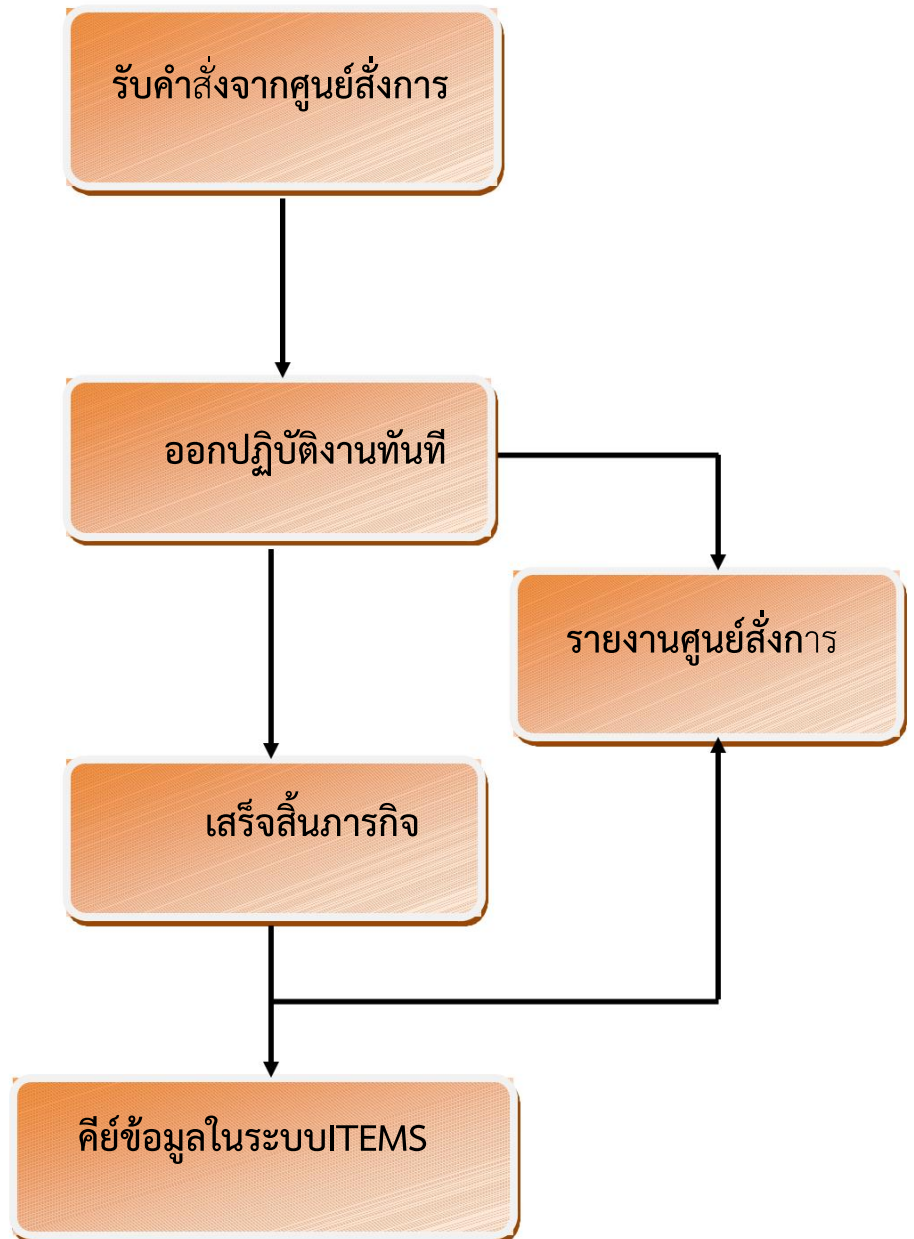 รับคำสั่งจากศูนย์สั่งการ
ออกปฏิบัติงานทันที
รายงานศูนย์สั่งการ
เสร็จสิ้นภารกิจ
คีย์ข้อมูลในระบบITEMS